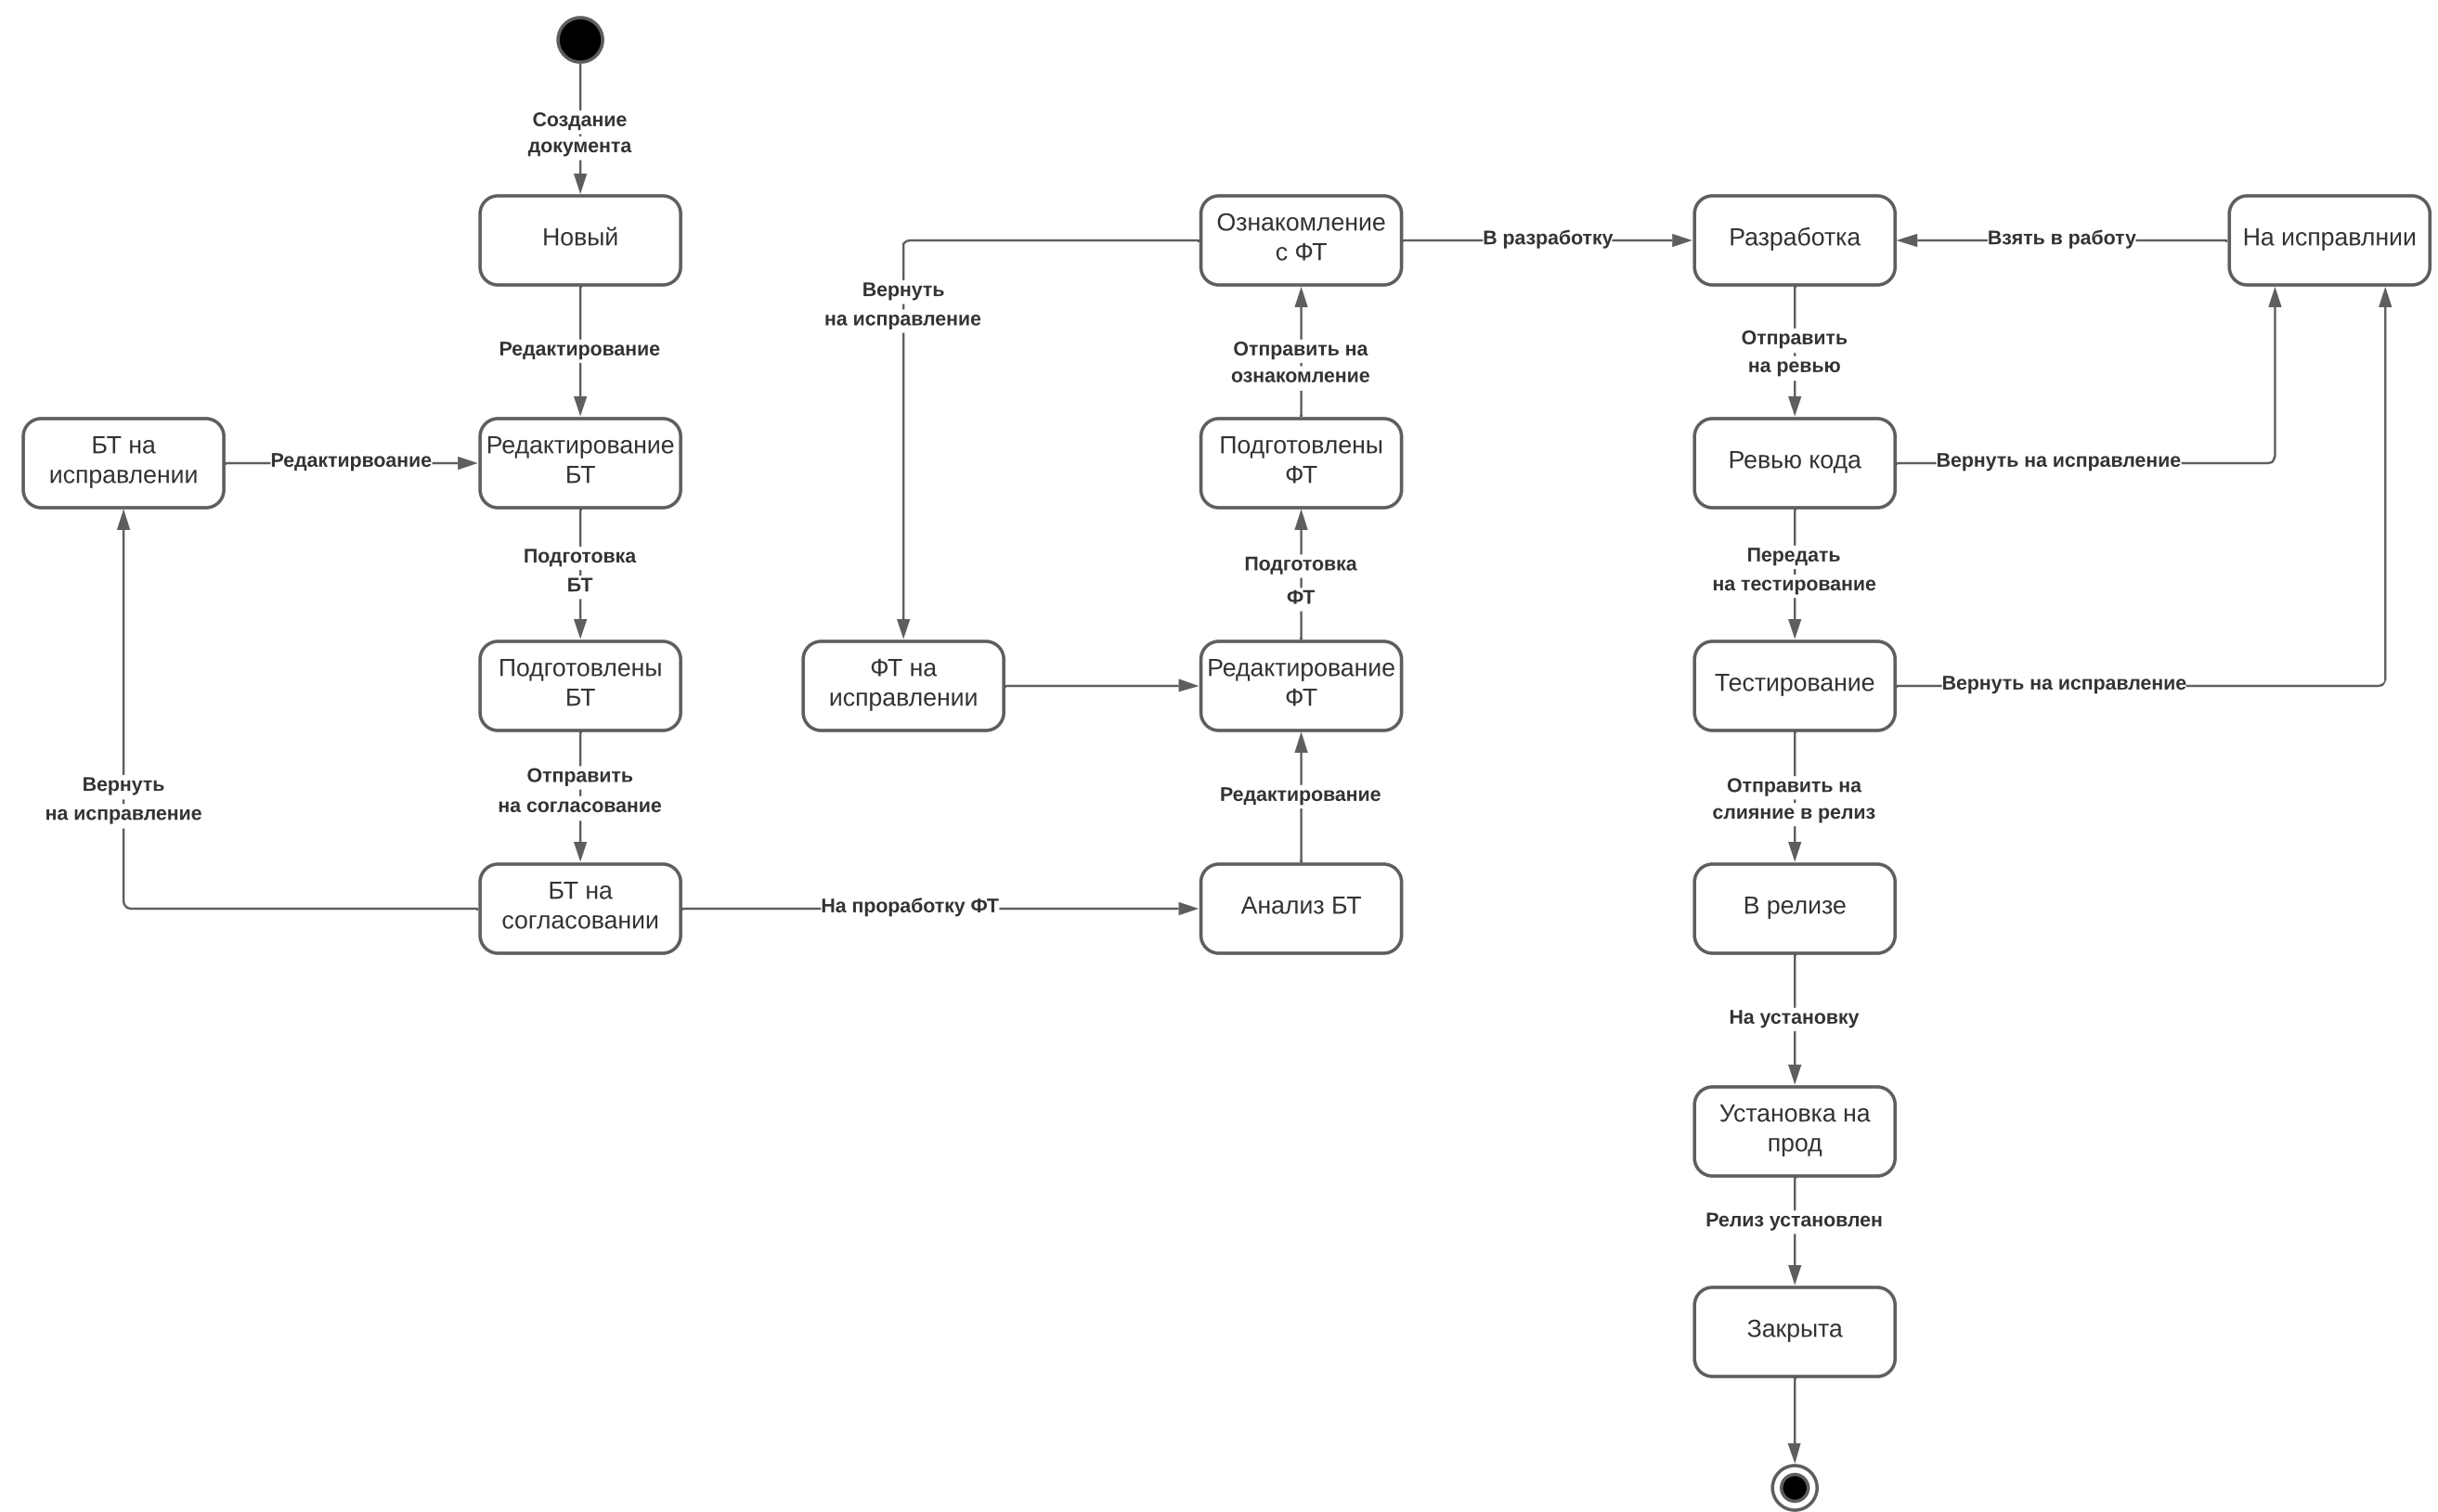 Создание
документа
Новый
Редактирование
БТ на
исправлении
Редактирвоание
Редактирование
БТ
Подготовка
БТ
Подготовлены
БТ
Отправить
на согласование
Вернуть
на исправление
БТ на
согласовании
На проработку ФТ
Анализ БТ
Редактирование
Редактирование
ФТ
ФТ на
исправлении
Подготовка
ФТ
Подготовлены
ФТ
Отправить на
ознакомление
Ознакомление
с ФТ
Вернуть
на исправление
В разработку
Разработка
Взять в работу
На исправлнии
Отправить
на ревью
Ревью кода
Вернуть на исправление
Передать
на тестирование
Тестирование
Вернуть на исправление
Отправить на
слияние в релиз
В релизе
На установку
Установка на
прод
Релиз установлен
Закрыта